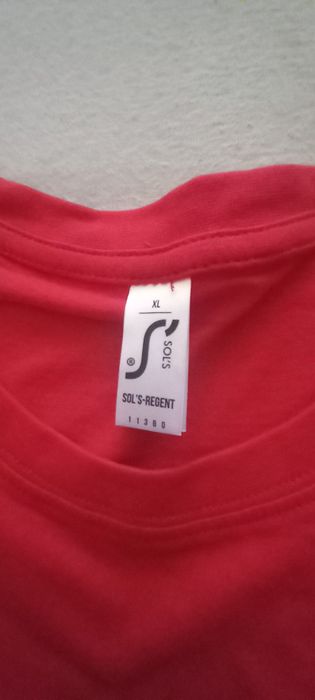 XL
SOL'S
®
SOL'S-REGENT
11380